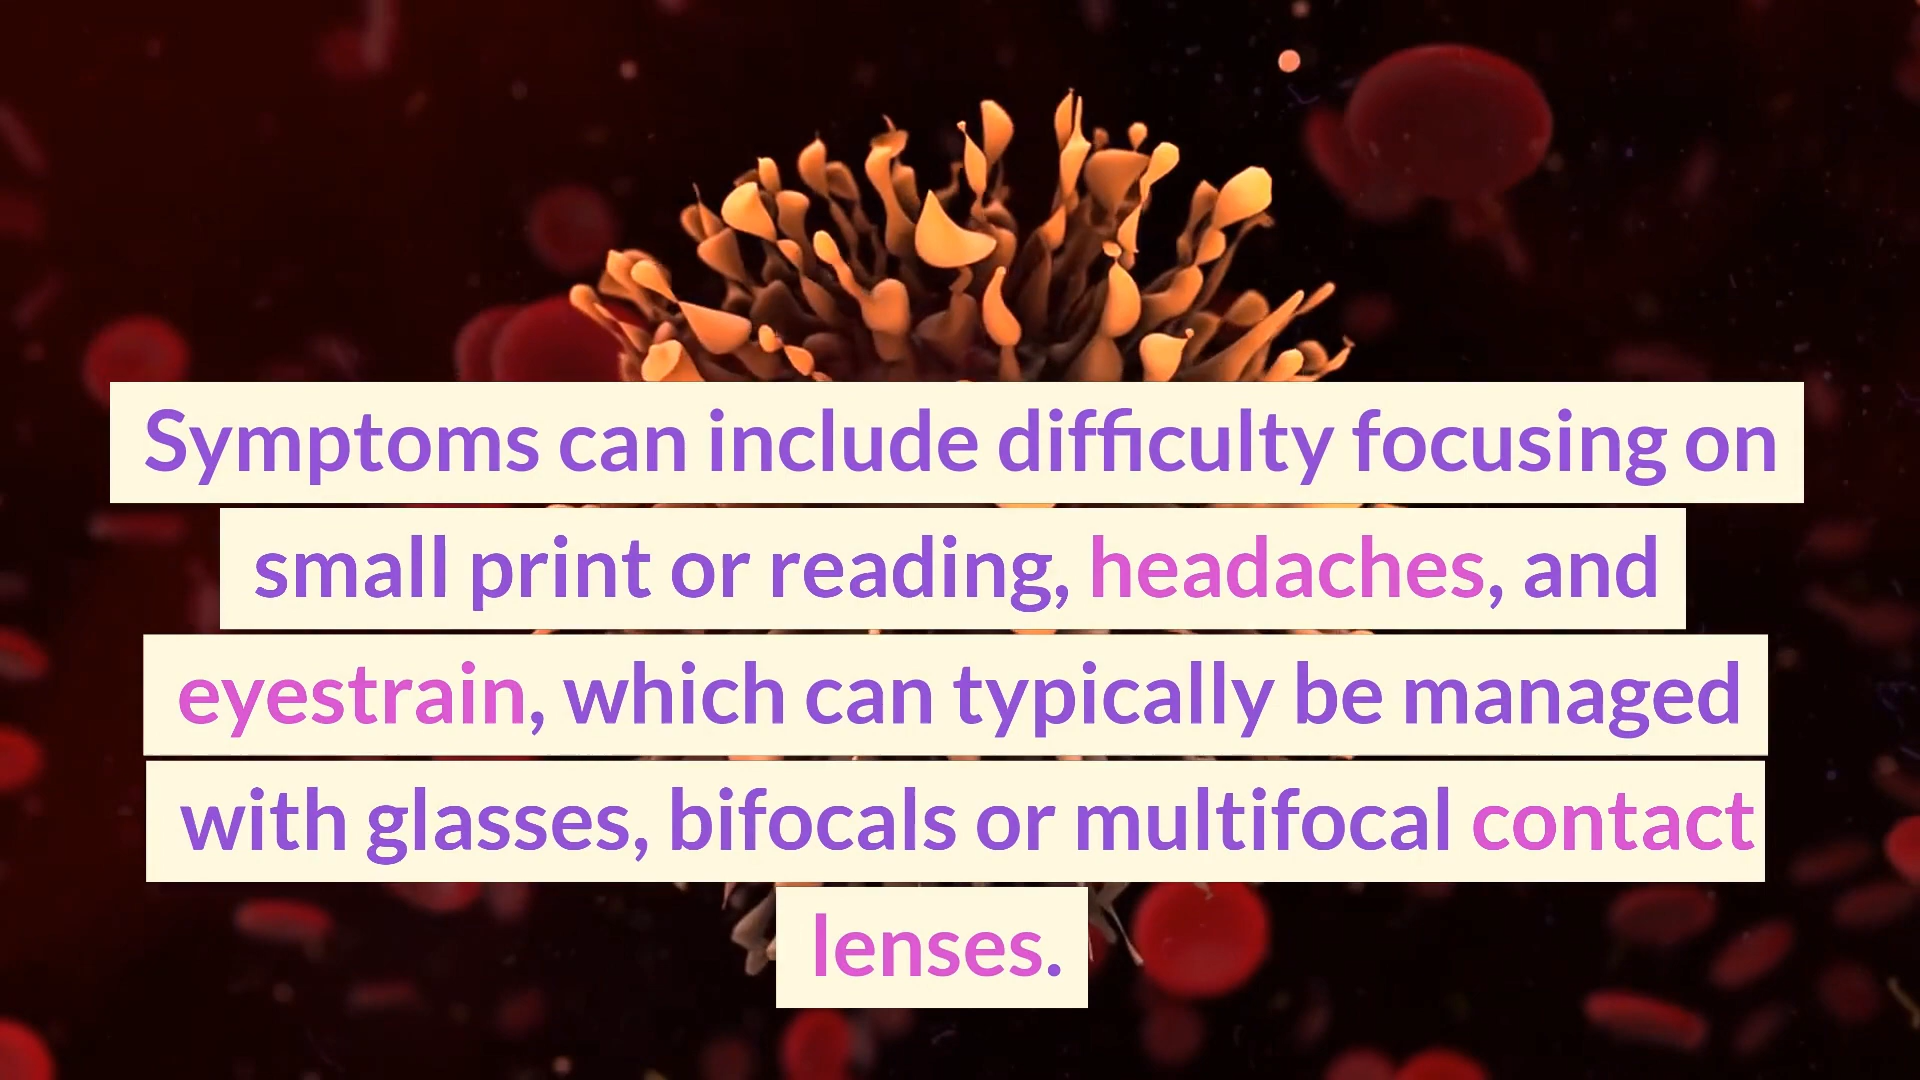 Symptoms can include difficulty focusing on
small print or reading, headaches, and
eyestrain, which can typically be managed
with glasses, bifocals or multifocal contact
lenses.